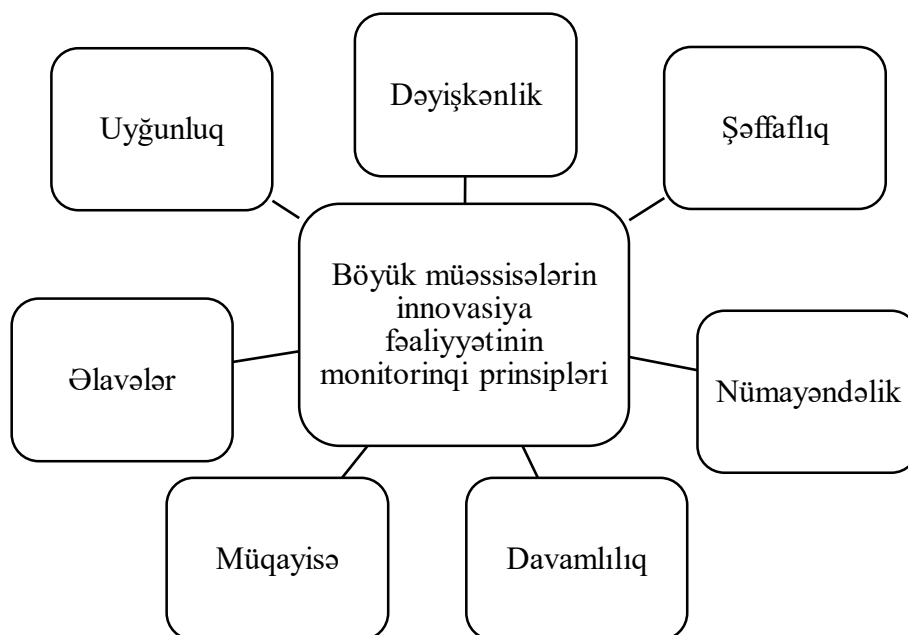 Dəyişkənlik
Uyğunluq
Şəffaflıq
Böyük müəssisələrin
innovasiya
fəaliyyətinin
monitorinqi prinsipləri
Əlavələr
Nümayəndəlik
Müqayisə
Davamlılıq